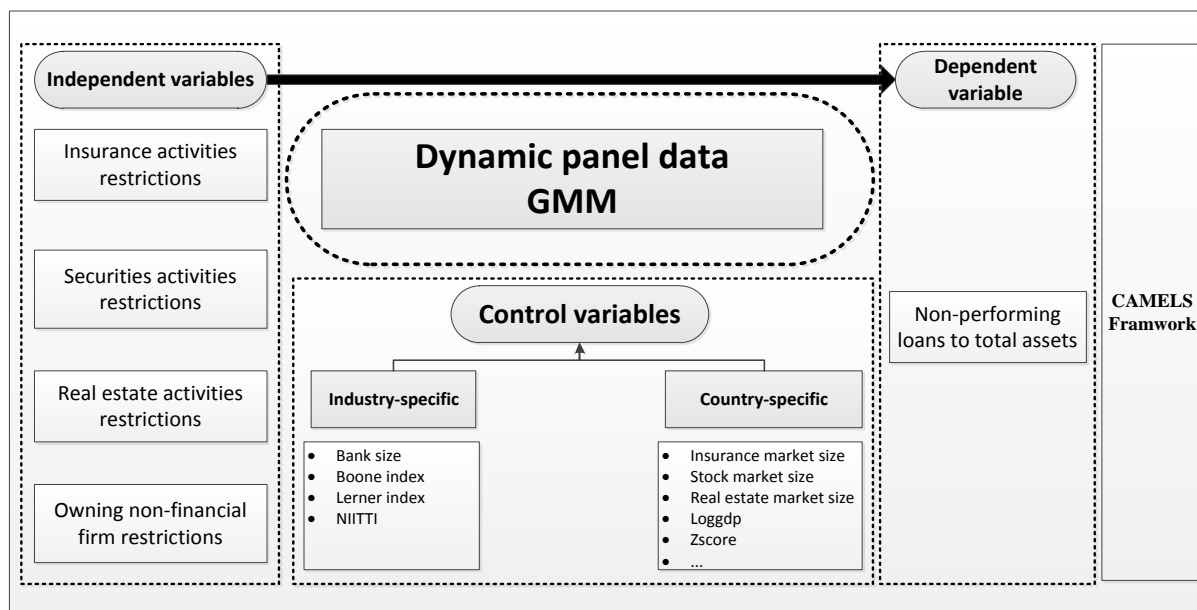 Independent variables
Insurance activities
restrictions
Securities activities
restrictions
Real estate activities
restrictions
Owning non-financial
firm restrictions
Dynamic panel data
GMM
Control variables
Industry-specific
• Bank size
• Boone index
• Lerner index
• NIITTI
Country-specific
• Insurance market size
• Stock market size
• Real estate market size
• Loggdp
• Zscore
• ...
Dependent
variable
Non-performing
loans to total assets
CAMELS
Framwork